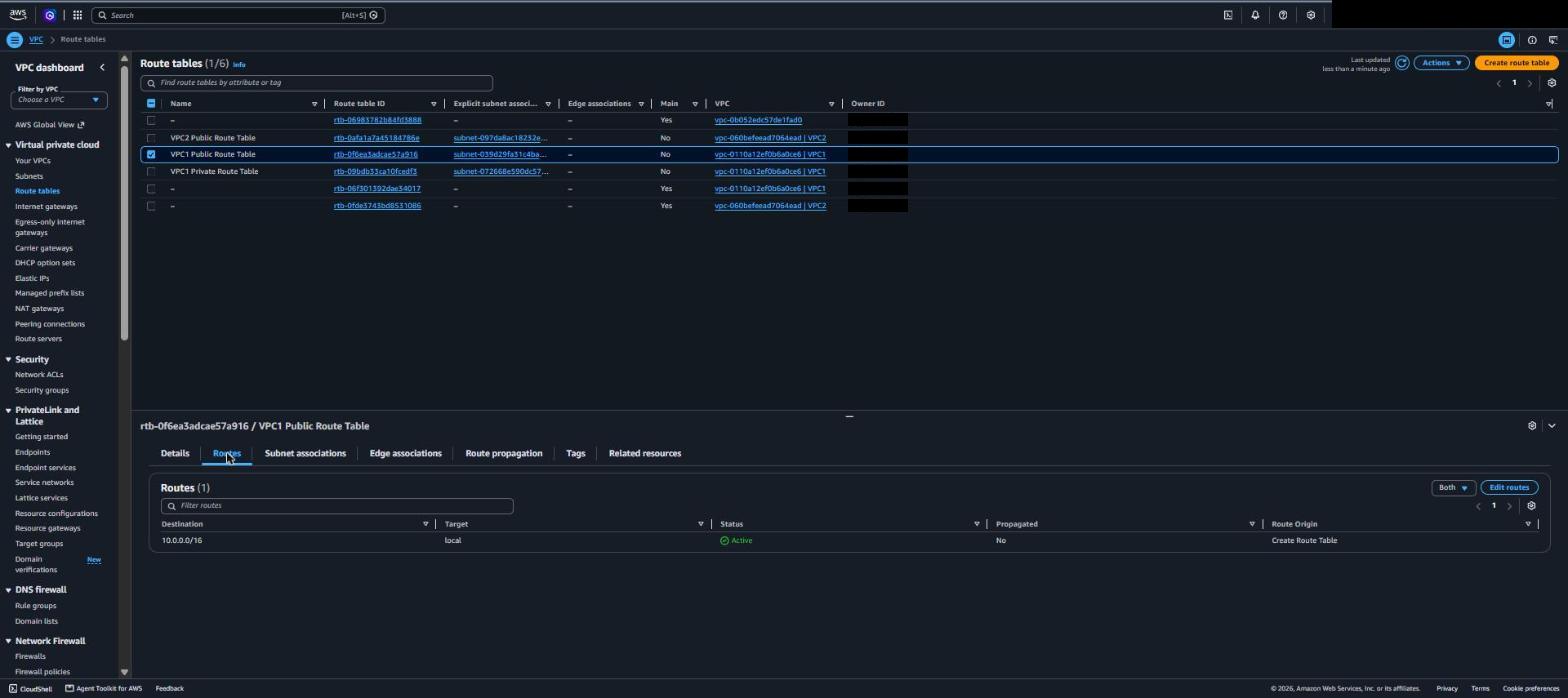 aws
Search [Alt+S]
VPC > Route tables
VPC dashboard
Filter by VPC
Choose a VPC
AWS Global View
Virtual private cloud
Your VPCs
Subnets
Route tables
Internet gateways
Egress-only internet
gateways
Carrier gateways
DHCP option sets
Elastic IPs
Managed prefix lists
NAT gateways
Peering connections
Route servers
Security
Network ACLs
Security groups
PrivateLink and
Lattice
Getting started
Endpoints
Endpoint services
Service networks
Lattice services
Resource configurations
Resource gateways
Target groups
Domain
verifications New
DNS firewall
Rule groups
Domain lists
Network Firewall
Firewalls
Firewall policies
Route tables (1/6) Info
Last updated
less than a minute ago
Actions Create route table
Find route tables by attribute or tag
1
Name Route table ID Explicit subnet associ... Edge associations Main VPC Owner ID
– rtb-06983782b84fd3888 – – Yes vpc-0b052edc57de1fad0
VPC2 Public Route Table rtb-0afa1a7a45184786e subnet-097da8ac18232e... – No vpc-060befeead7064ead | VPC2
VPC1 Public Route Table rtb-0f6ea3adcae57a916 subnet-039d29fa31c4ba... – No vpc-0110a12ef0b6a0ce6 | VPC1
VPC1 Private Route Table rtb-09bdb33ca10fcedf3 subnet-072668e590dc57... – No vpc-0110a12ef0b6a0ce6 | VPC1
– rtb-06f301392dae34017 – – Yes vpc-0110a12ef0b6a0ce6 | VPC1
– rtb-0fde3743bd8531086 – – Yes vpc-060befeead7064ead | VPC2
rtb-0f6ea3adcae57a916 / VPC1 Public Route Table
Details Routes Subnet associations Edge associations Route propagation Tags Related resources
Routes (1)
Both Edit routes
Filter routes
1
Destination Target Status Propagated Route Origin
10.0.0.0/16 local Active No Create Route Table
CloudShell Agent Toolkit for AWS Feedback
© 2026, Amazon Web Services, Inc. or its affiliates. Privacy Terms Cookie preferences